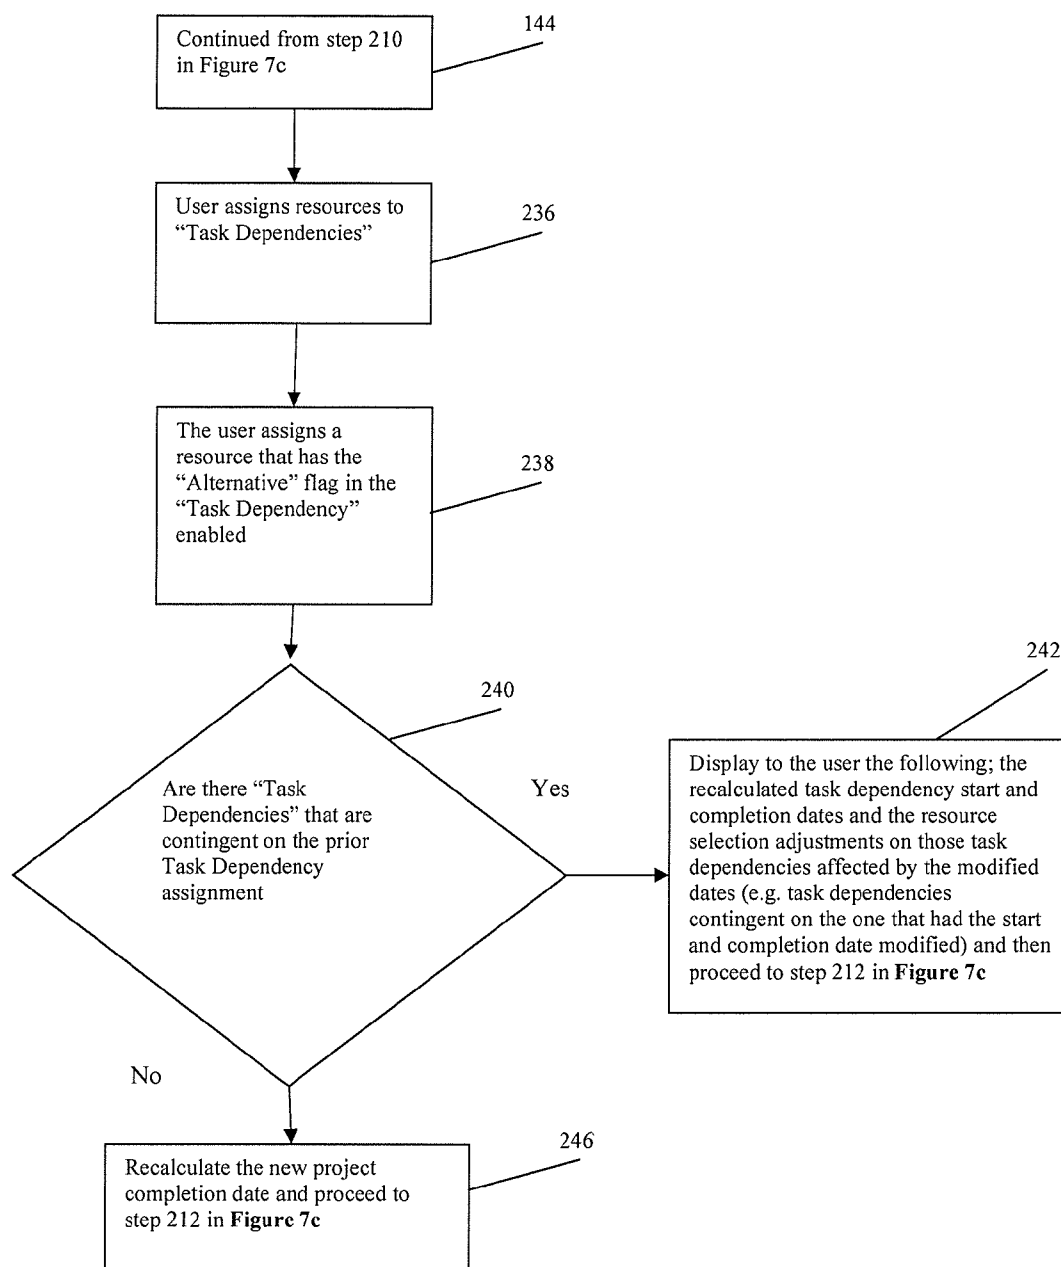 144
Continued from step 210
in Figure 7c
236
User assigns resources to
“Task Dependencies”
238
The user assigns a
resource that has the
“Alternative” flag in the
“Task Dependency”
enabled
240
Are there “Task
Dependencies” that are
contingent on the prior
Task Dependency
assignment
Yes
242
Display to the user the following; the
recalculated task dependency start and
completion dates and the resource
selection adjustments on those task
dependencies affected by the modified
dates (e.g. task dependencies
contingent on the one that had the start
and completion date modified) and then
proceed to step 212 in Figure 7c
No
246
Recalculate the new project
completion date and proceed to
step 212 in Figure 7c